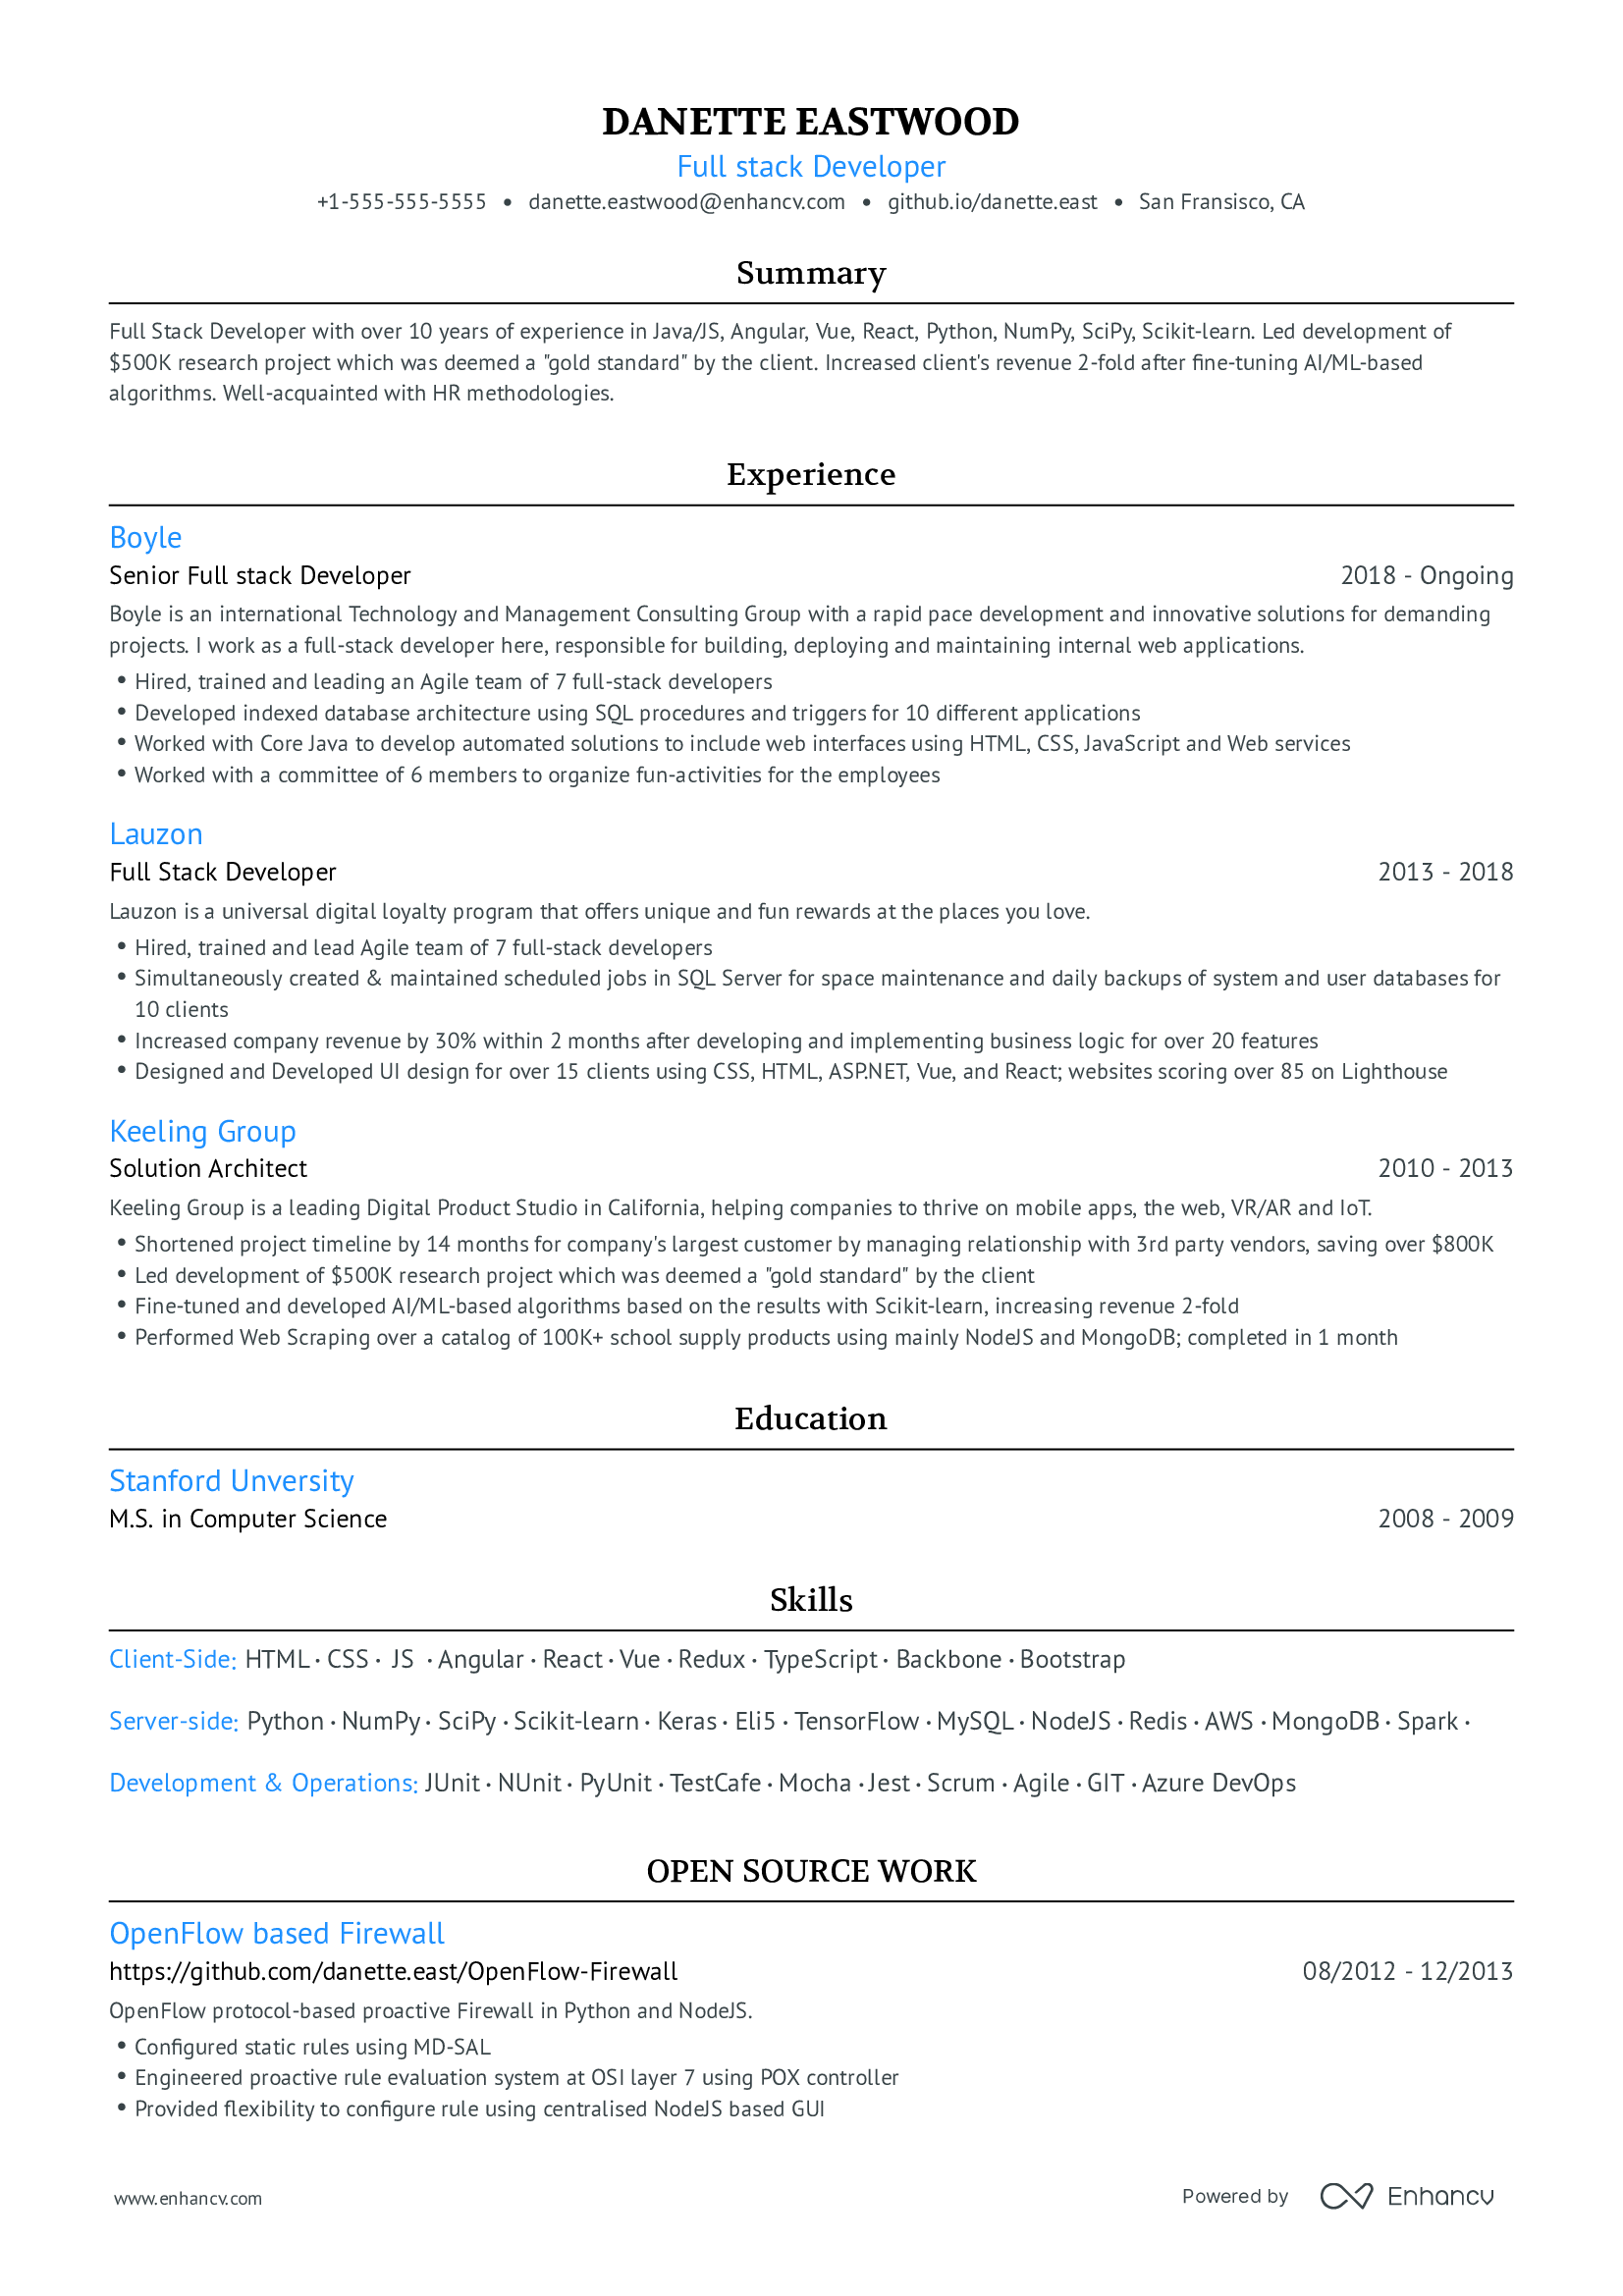 DANETTE EASTWOOD
Full stack Developer
+1-555-555-5555 • danette.eastwood@enhancv.com • github.io/danette.east • San Fransisco, CA
Summary
Full Stack Developer with over 10 years of experience in Java/JS, Angular, Vue, React, Python, NumPy, SciPy, Scikit-learn. Led development of
$500K research project which was deemed a "gold standard" by the client. Increased client's revenue 2-fold after fine-tuning AI/ML-based
algorithms. Well-acquainted with HR methodologies.
Experience
Boyle
Senior Full stack Developer 2018 - Ongoing
Boyle is an international Technology and Management Consulting Group with a rapid pace development and innovative solutions for demanding
projects. I work as a full-stack developer here, responsible for building, deploying and maintaining internal web applications.
• Hired, trained and leading an Agile team of 7 full-stack developers
• Developed indexed database architecture using SQL procedures and triggers for 10 different applications
• Worked with Core Java to develop automated solutions to include web interfaces using HTML, CSS, JavaScript and Web services
• Worked with a committee of 6 members to organize fun-activities for the employees
Lauzon
Full Stack Developer 2013 - 2018
Lauzon is a universal digital loyalty program that offers unique and fun rewards at the places you love.
• Hired, trained and lead Agile team of 7 full-stack developers
• Simultaneously created & maintained scheduled jobs in SQL Server for space maintenance and daily backups of system and user databases for
10 clients
• Increased company revenue by 30% within 2 months after developing and implementing business logic for over 20 features
• Designed and Developed UI design for over 15 clients using CSS, HTML, ASP.NET, Vue, and React; websites scoring over 85 on Lighthouse
Keeling Group
Solution Architect 2010 - 2013
Keeling Group is a leading Digital Product Studio in California, helping companies to thrive on mobile apps, the web, VR/AR and IoT.
• Shortened project timeline by 14 months for company's largest customer by managing relationship with 3rd party vendors, saving over $800K
• Led development of $500K research project which was deemed a "gold standard" by the client
• Fine-tuned and developed AI/ML-based algorithms based on the results with Scikit-learn, increasing revenue 2-fold
• Performed Web Scraping over a catalog of 100K+ school supply products using mainly NodeJS and MongoDB; completed in 1 month
Education
Stanford Unversity
M.S. in Computer Science 2008 - 2009
Skills
Client-Side: HTML · CSS · JS · Angular · React · Vue · Redux · TypeScript · Backbone · Bootstrap
Server-side: Python · NumPy · SciPy · Scikit-learn · Keras · Eli5 · TensorFlow · MySQL · NodeJS · Redis · AWS · MongoDB · Spark ·
Development & Operations: JUnit · NUnit · PyUnit · TestCafe · Mocha · Jest · Scrum · Agile · GIT · Azure DevOps
OPEN SOURCE WORK
OpenFlow based Firewall
https://github.com/danette.east/OpenFlow-Firewall 08/2012 - 12/2013
OpenFlow protocol-based proactive Firewall in Python and NodeJS.
• Configured static rules using MD-SAL
• Engineered proactive rule evaluation system at OSI layer 7 using POX controller
• Provided flexibility to configure rule using centralised NodeJS based GUI
www.enhancv.com Powered by Enhancv